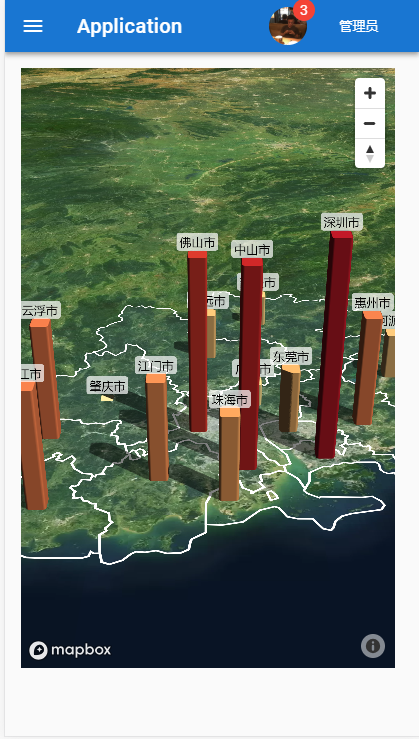 Application
3
管理员
深圳市
佛山市
中山市
云浮市
惠州市
东莞市
江门市
肇庆市
珠海市
mapbox